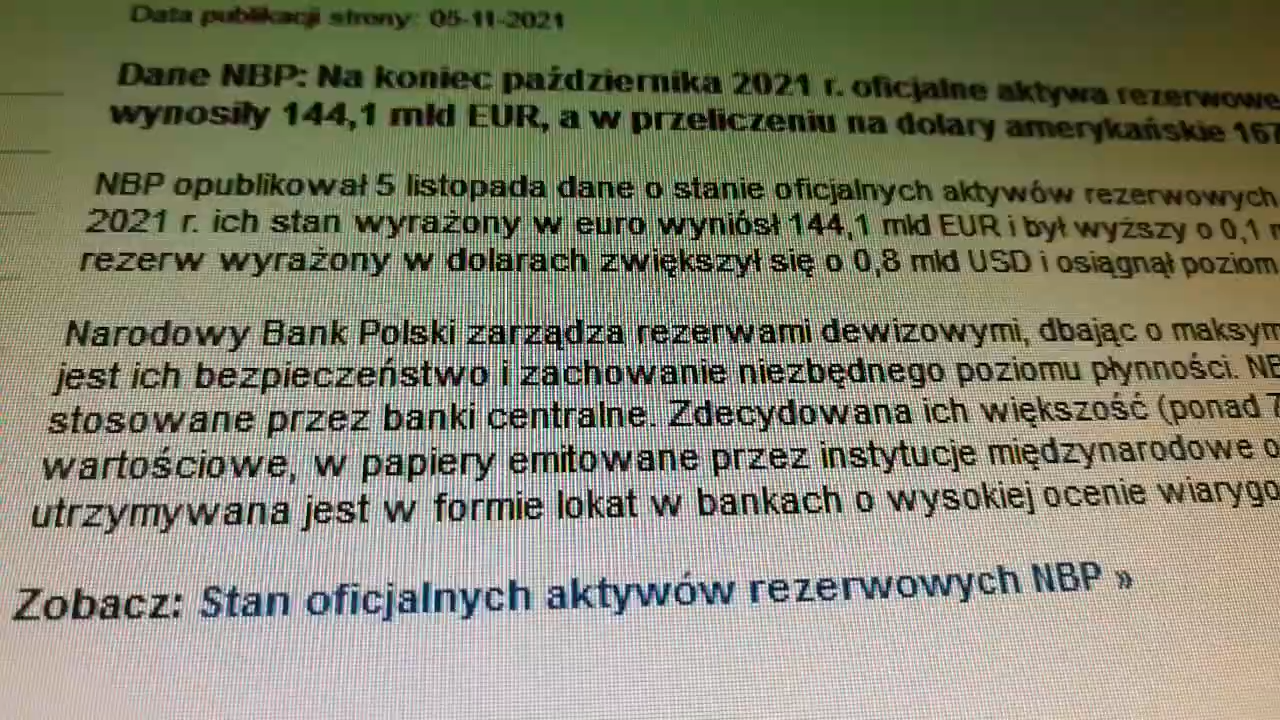 Data publikacji strony: 05-11-2021
Dane NBP: Na koniec października 2021 r. oficjalne aktywa rezerwowe
wynosiły 144,1 mld EUR, a w przeliczeniu na dolary amerykańskie 167
NBP opublikował 5 listopada dane o stanie oficjalnych aktywów rezerwowych
2021 r. ich stan wyrażony w euro wyniósł 144,1 mld EUR i był wyższy o 0,1
rezerw wyrażony w dolarach zwiększył się o 0,8 mld USD i osiągnął poziom
Narodowy Bank Polski zarządza rezerwami dewizowymi, dbając o
jest ich bezpieczeństwo i zachowanie niezbędnego poziomu płynności.
stosowane przez banki centralne. Zdecydowana ich większość (ponad 7
wartościowe, w papiery emitowane przez instytucje międzynarodowe
utrzymywana jest w formie lokat w bankach o wysokiej ocenie
Zobacz: Stan oficjalnych aktywów rezerwowych NBP »